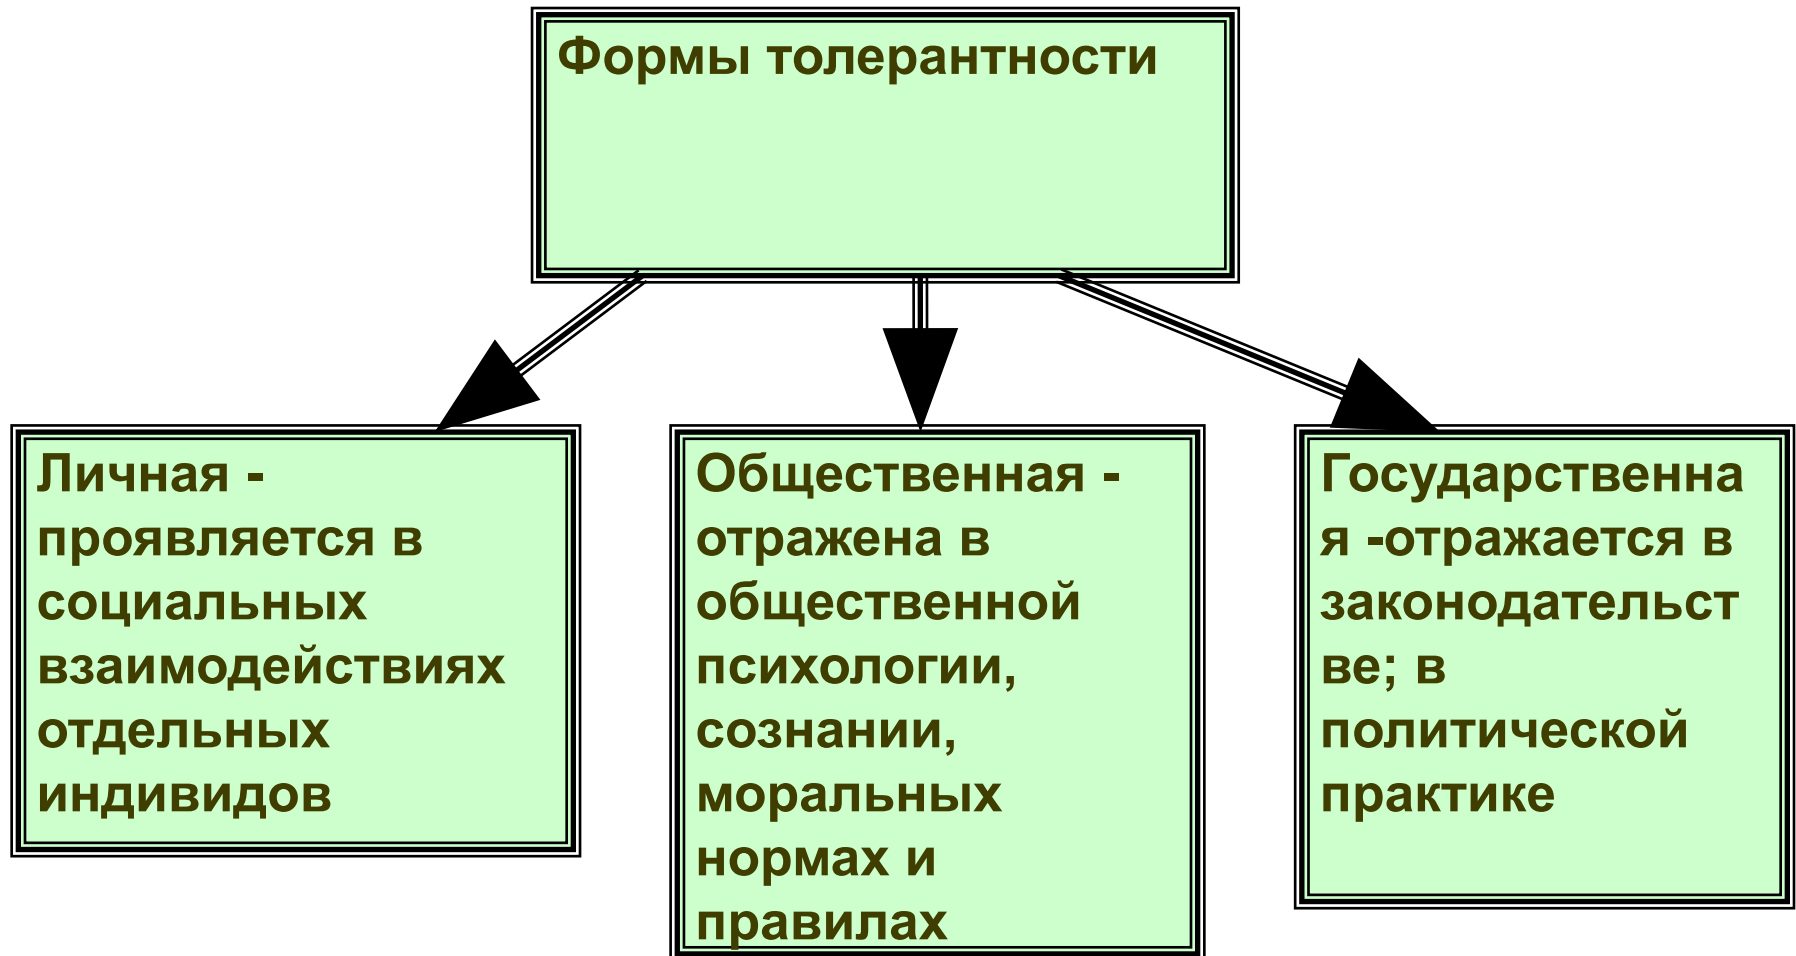 Формы толерантности
Личная -
проявляется в
социальных
взаимодействиях
отдельных
индивидов
Общественная -
отражена в
общественной
психологии,
сознании,
моральных
нормах и
правилах
Государственна
я -отражается в
законодательст
ве; в
политической
практике